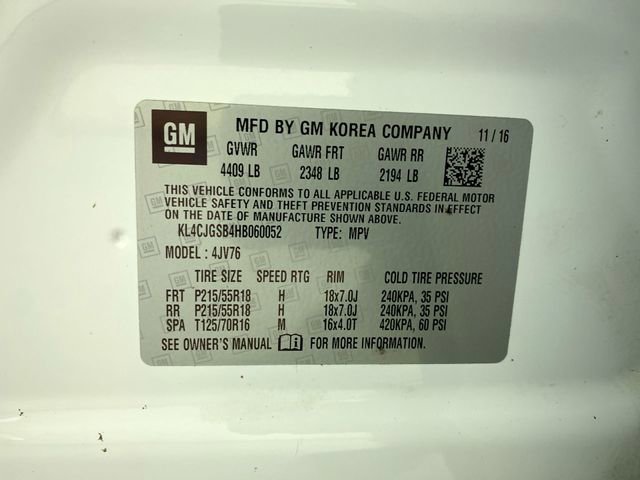 GM MFD BY GM KOREA COMPANY 11/16
GVWR GAWR FRT GAWR RR
4409 LB 2348 LB 2194 LB
THIS VEHICLE CONFORMS TO ALL APPLICABLE U.S. FEDERAL MOTOR
VEHICLE SAFETY AND THEFT PREVENTION STANDARDS IN EFFECT
ON THE DATE OF MANUFACTURE SHOWN ABOVE.
KL4CJGSB4HB060052 TYPE: MPV
MODEL : 4JV76
TIRE SIZE SPEED RTG RIM COLD TIRE PRESSURE
FRT P215/55R18 H 18x7.0J 240KPA, 35 PSI
RR P215/55R18 H 18x7.0J 240KPA, 35 PSI
SPA T125/70R16 M 16x4.0T 420KPA, 60 PSI
SEE OWNER'S MANUAL FOR MORE INFORMATION.